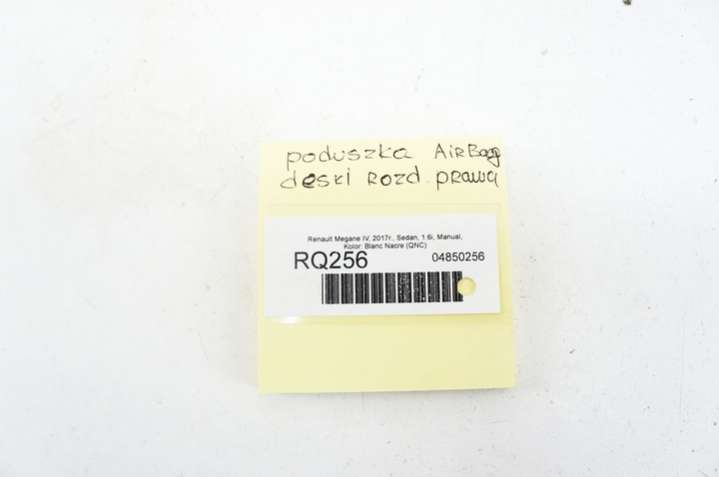 poduszka AirBag
deski rozd. prawa
Renault Megane IV, 2017r., Sedan, 1.6i, Manual,
Kolor: Blanc Nacre (QNC)
RQ256 04850256